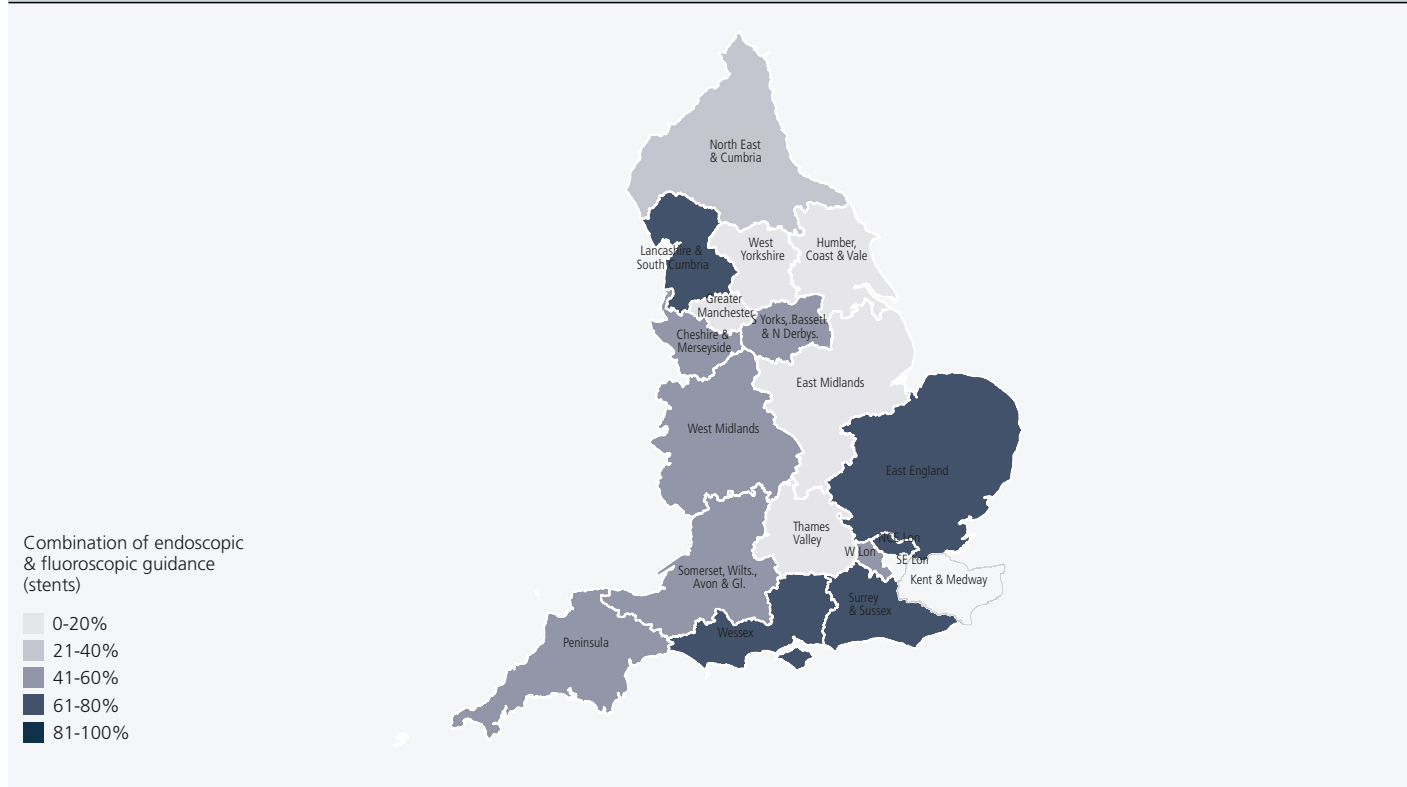 North East
& Cumbria
Lancashire &
South Cumbria
West
Yorkshire
Humber,
Coast & Vale
Greater
Manchester
S Yorks,.Bassetl.
& N Derbys.
Cheshire &
Merseyside
East Midlands
West Midlands
East England
Thames
Valley
NCE Lon
W Lon
SE Lon
Kent & Medway
Somerset, Wilts.,
Avon & Gl.
Surrey
& Sussex
Wessex
Peninsula
Combination of endoscopic
& fluoroscopic guidance
(stents)
0-20%
21-40%
41-60%
61-80%
81-100%